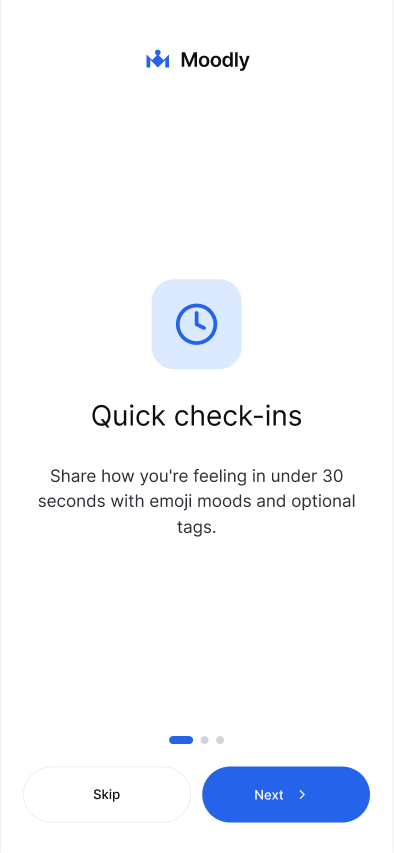 Moodly
Quick check-ins
Share how you're feeling in under 30
seconds with emoji moods and optional
tags.
Skip
Next